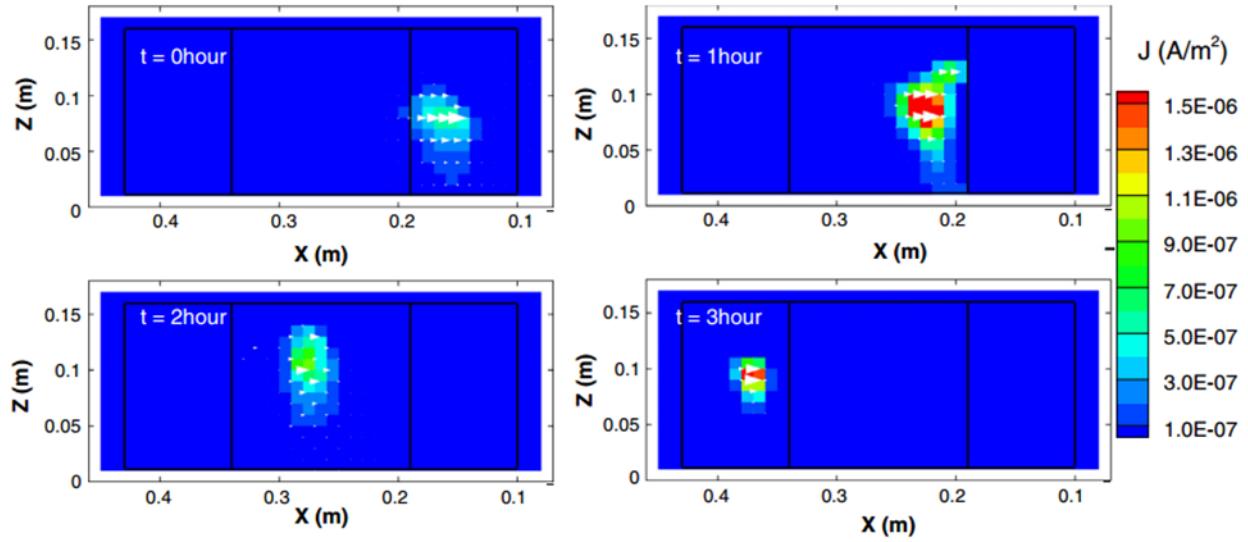 t = 0hour
0.15
0.1
0.05
0
Z (m)
0.4 0.3 0.2 0.1
X (m)
t = 1hour
0.15
0.1
0.05
0
Z (m)
0.4 0.3 0.2 0.1
X (m)
J (A/m²)
1.5E-06
1.3E-06
1.1E-06
9.0E-07
7.0E-07
5.0E-07
3.0E-07
1.0E-07
t = 2hour
0.15
0.1
0.05
0
Z (m)
0.4 0.3 0.2 0.1
X (m)
t = 3hour
0.15
0.1
0.05
0
Z (m)
0.4 0.3 0.2 0.1
X (m)